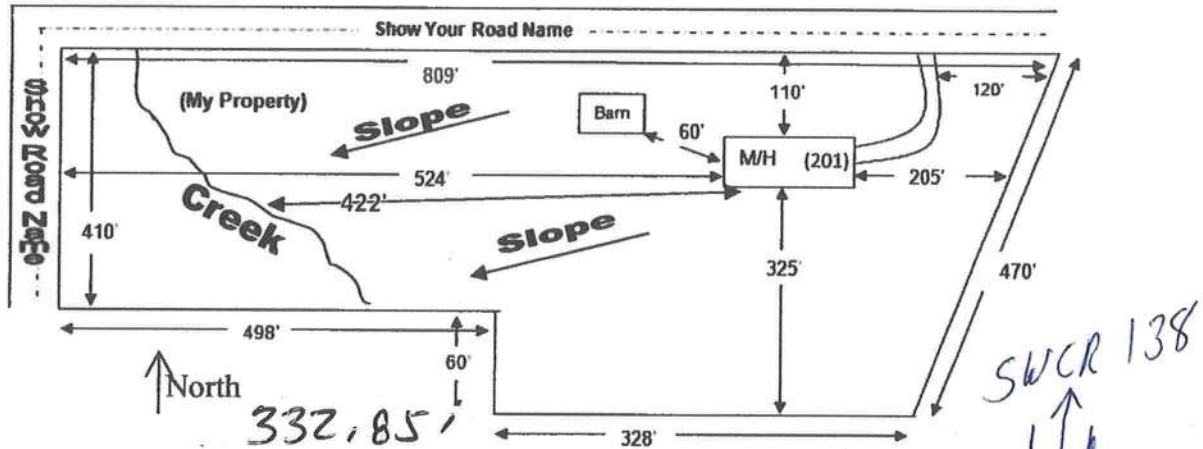 Show Your Road Name
Show Road Name
809'
(My Property)
Slope
Barn
60'
110'
120'
M/H (201)
524'
205'
422'
Creek
410'
Slope
325'
470'
498'
60'
North
332.85'
328'
SWCR 138